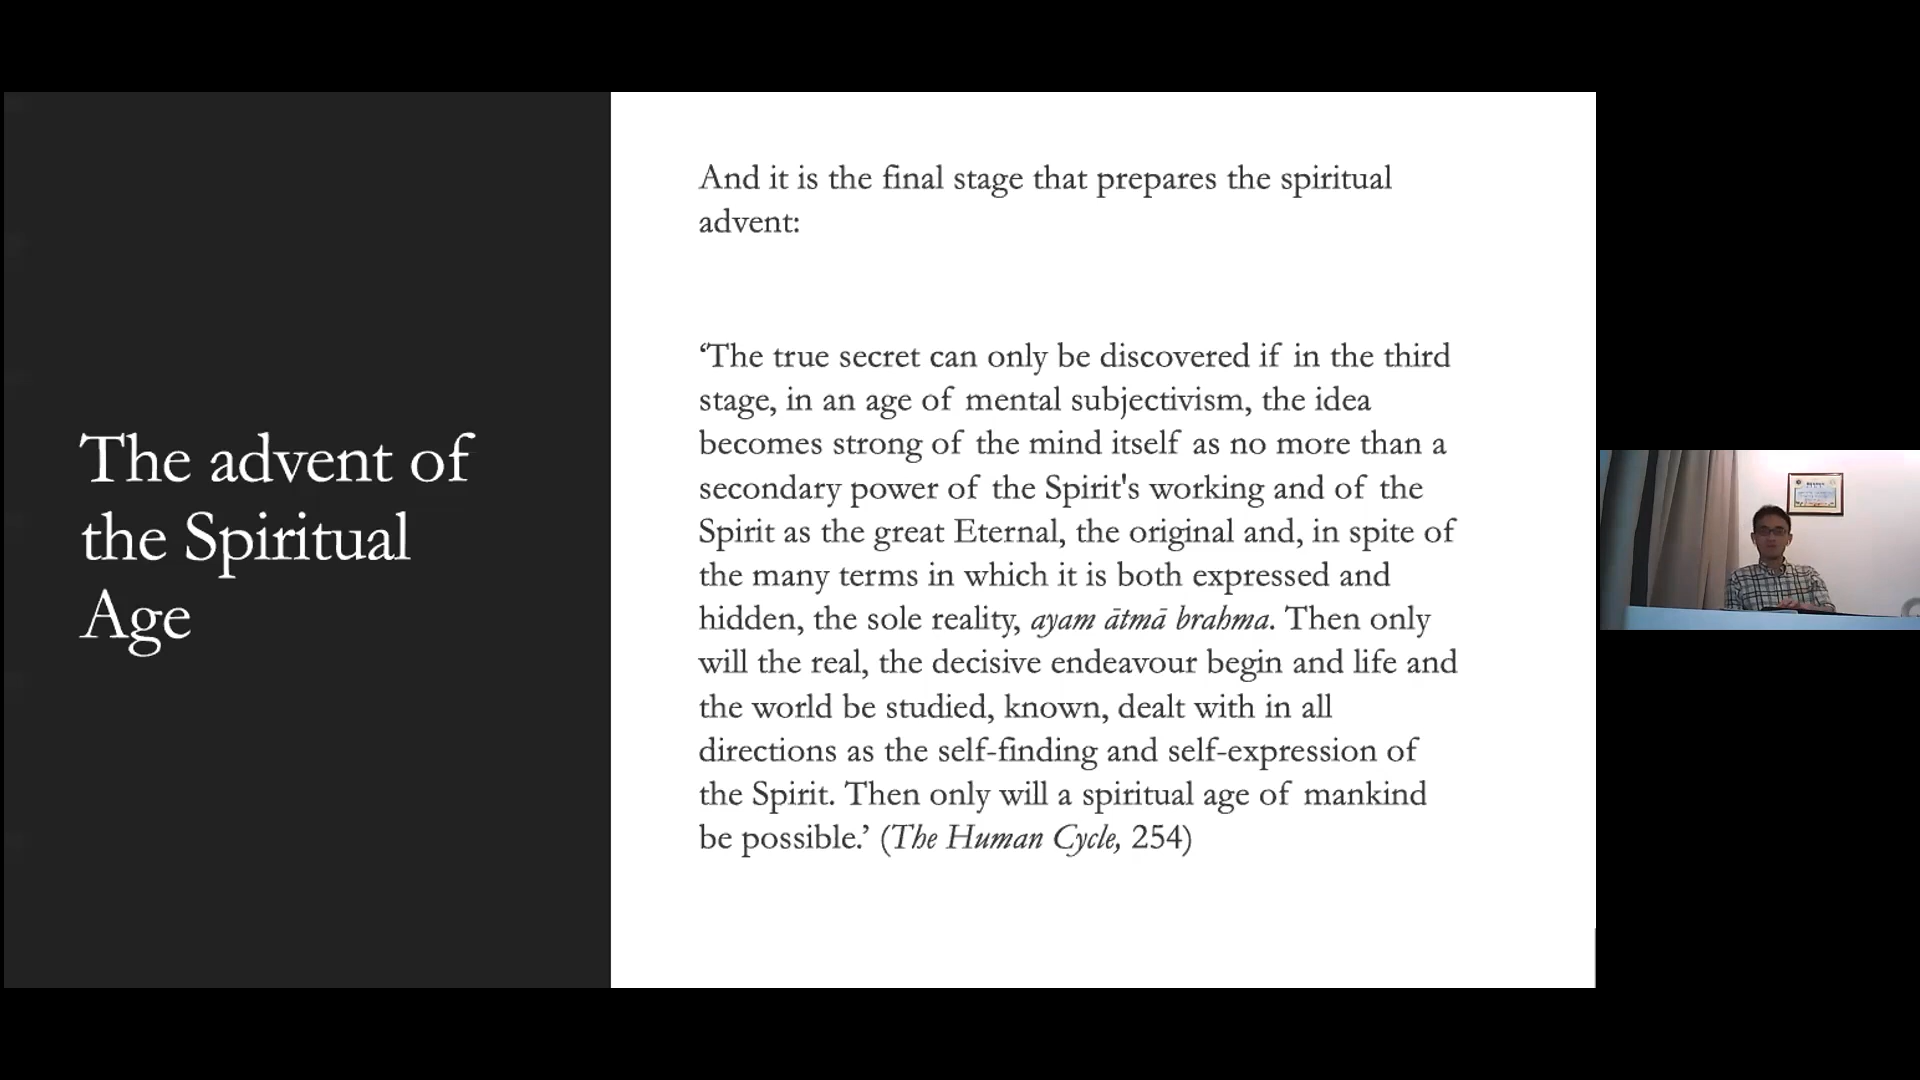 The advent of
the Spiritual
Age
And it is the final stage that prepares the spiritual
advent:
‘The true secret can only be discovered if in the third
stage, in an age of mental subjectivism, the idea
becomes strong of the mind itself as no more than a
secondary power of the Spirit's working and of the
Spirit as the great Eternal, the original and, in spite of
the many terms in which it is both expressed and
hidden, the sole reality, ayam ātmā brahma. Then only
will the real, the decisive endeavour begin and life and
the world be studied, known, dealt with in all
directions as the self-finding and self-expression of
the Spirit. Then only will a spiritual age of mankind
be possible.’ (The Human Cycle, 254)